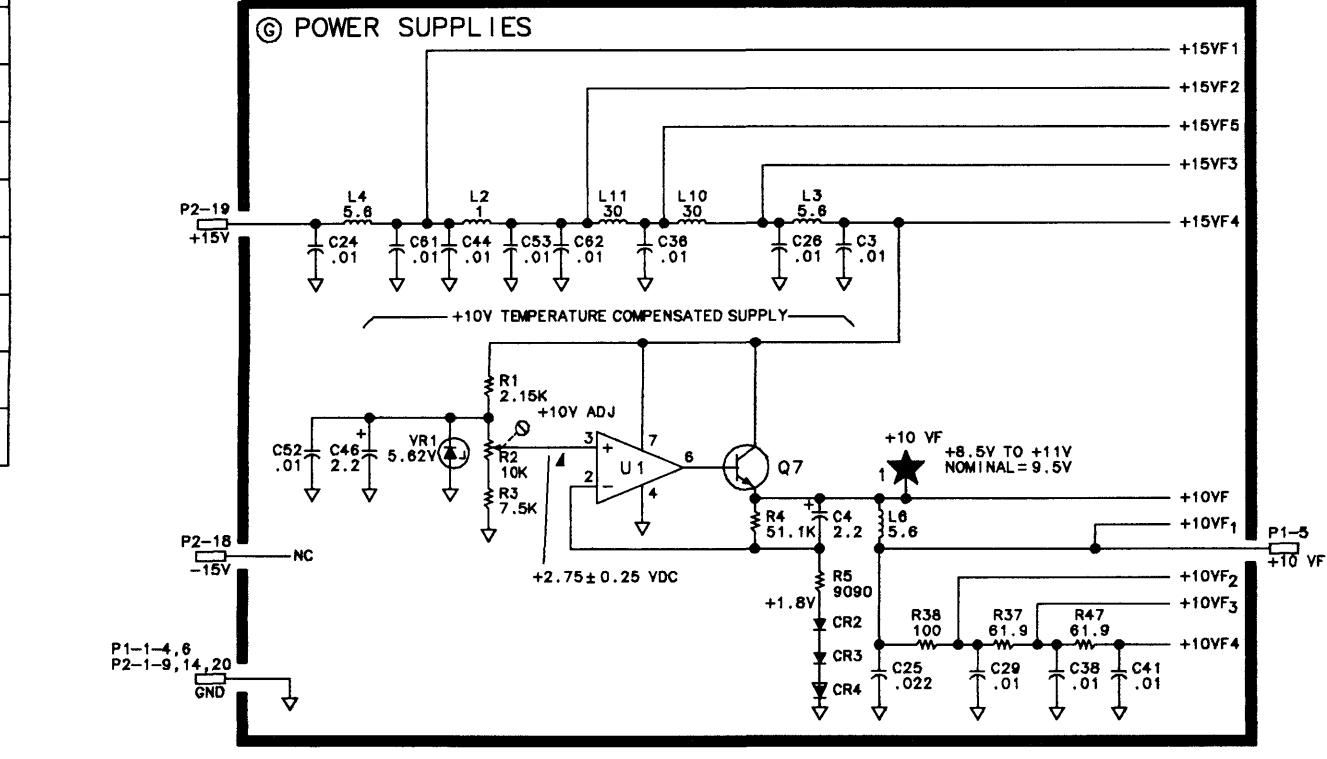 G POWER SUPPLIES
+15VF1
+15VF2
+15VF5
+15VF3
P2-19
+15V
L4
5.6
L2
1
L11
30
L10
30
L3
5.6
+15VF4
C24
.01
C61
.01
C44
.01
C53
.01
C62
.01
C36
.01
C26
.01
C3
.01
+10V TEMPERATURE COMPENSATED SUPPLY
R1
2.15K
+10V ADJ
C52
.01
+
C46
2.2
VR1
5.62V
R2
10K
R3
7.5K
3
+
2
−
U1
7
4
6
Q7
+10 VF
+8.5V TO +11V
NOMINAL=9.5V
1
+10VF
R4
51.1K
+
C4
2.2
L6
5.6
+10VF1
P1-5
+10 VF
P2-18
-15V
NC
+2.75±0.25 VDC
R5
9090
+1.8V
CR2
CR3
CR4
+10VF2
+10VF3
R38
100
R37
61.9
R47
61.9
+10VF4
C25
.022
C29
.01
C38
.01
C41
.01
P1-1-4,6
P2-1-9,14,20
GND